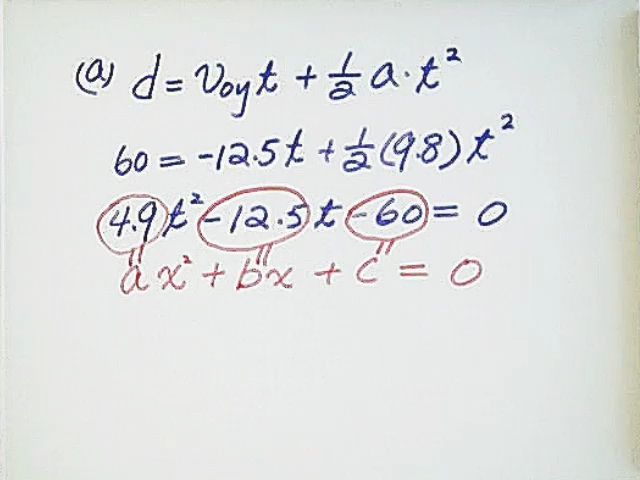 (a) d = v₀yt + ½ a·t²
60 = -12.5t + ½(9.8)t²
4.9t² - 12.5t - 60 = 0
" " "
ax² + bx + c = 0